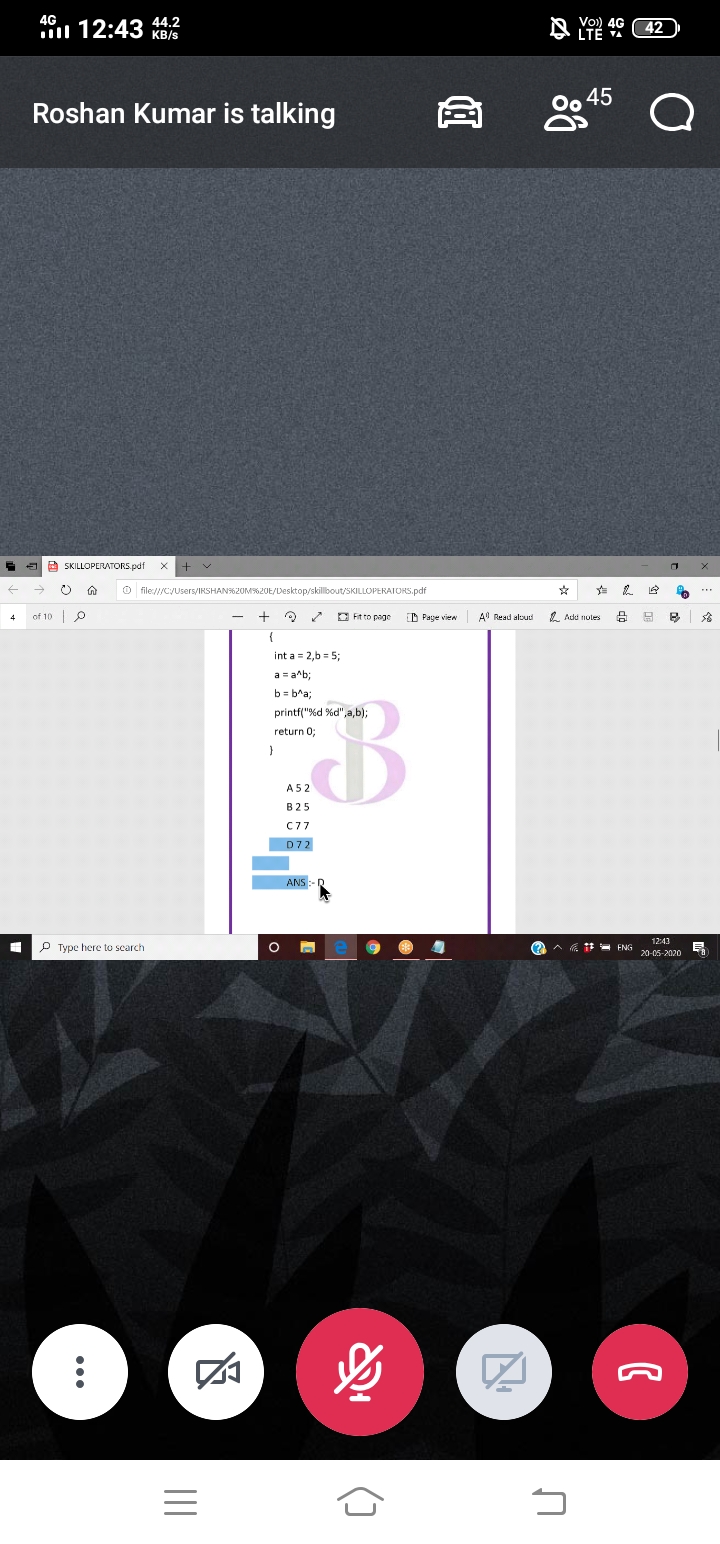 4G 12:43 44.2 KB/s Vo) LTE 4G 42
Roshan Kumar is talking 45
SKILLOPERATORS.pdf
file:///C:/Users/IRSHAN%20M%20E/Desktop/skillbout/SKILLOPERATORS.pdf
4 of 10 Fit to page Page view Read aloud Add notes
{
int a = 2,b = 5;
a = a^b;
b = b^a;
printf("%d %d",a,b);
return 0;
}
A 5 2
B 2 5
C 7 7
D 7 2
ANS :- D
Type here to search ENG 12:43
20-05-2020